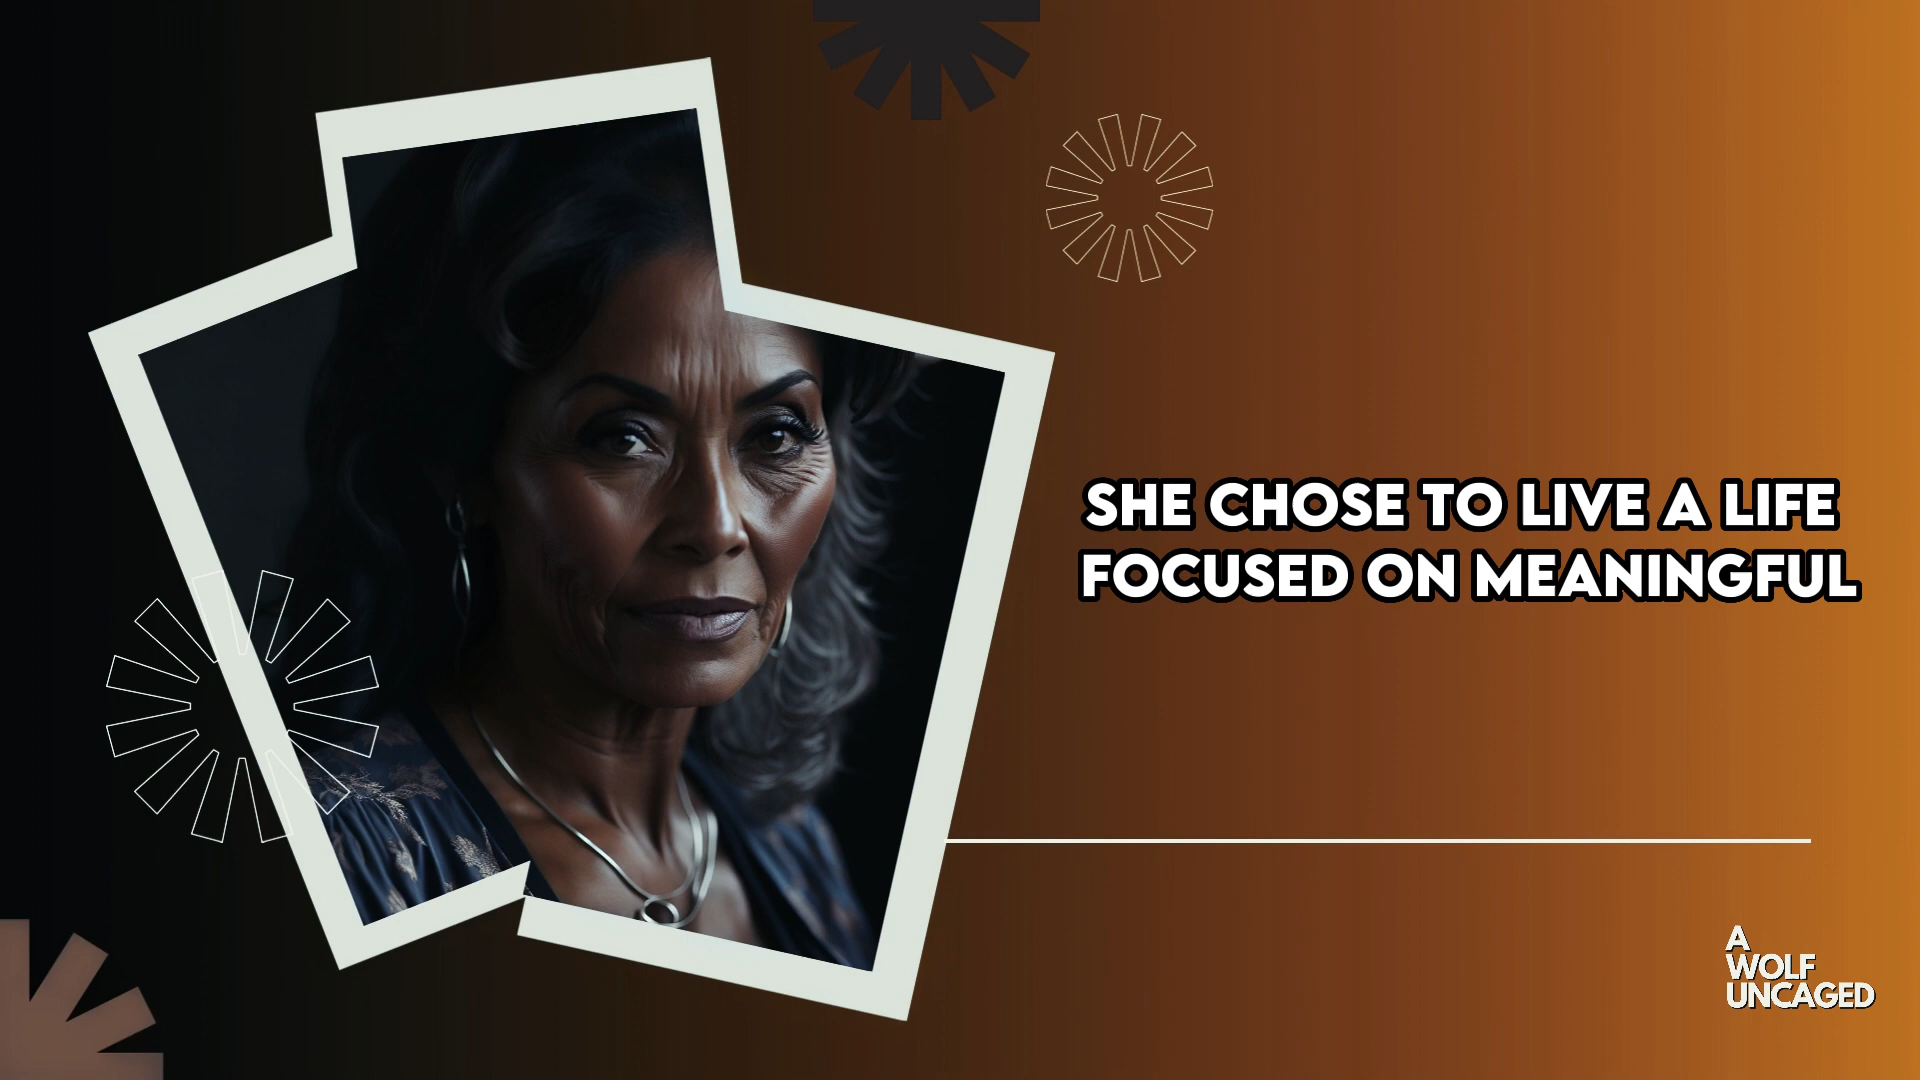 SHE CHOSE TO LIVE A LIFE
FOCUSED ON MEANINGFUL
A
WOLF
UNCAGED